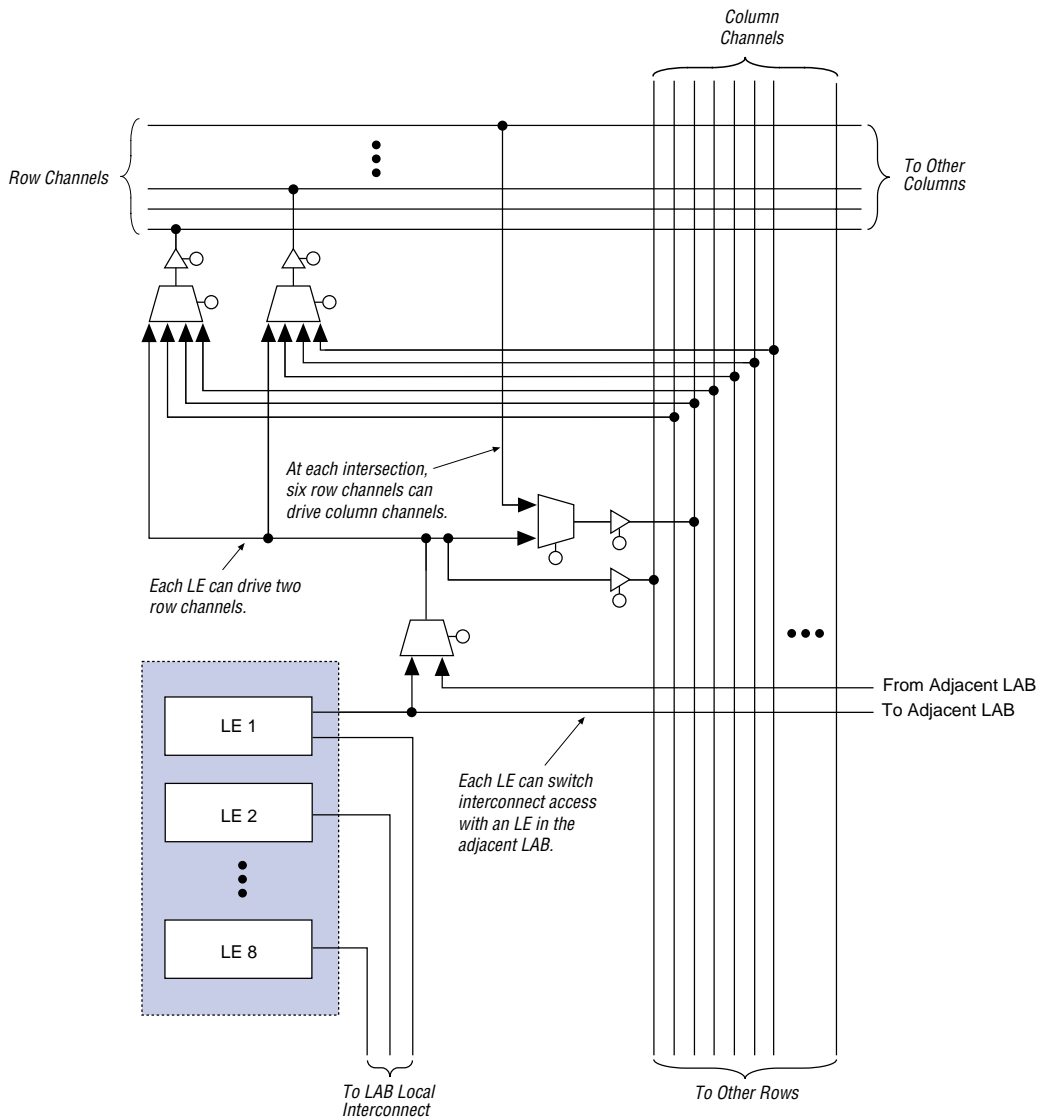 Column
Channels
Row Channels
To Other
Columns
At each intersection,
six row channels can
drive column channels.
Each LE can drive two
row channels.
From Adjacent LAB
To Adjacent LAB
LE 1
Each LE can switch
interconnect access
with an LE in the
adjacent LAB.
LE 2
LE 8
To LAB Local
Interconnect
To Other Rows